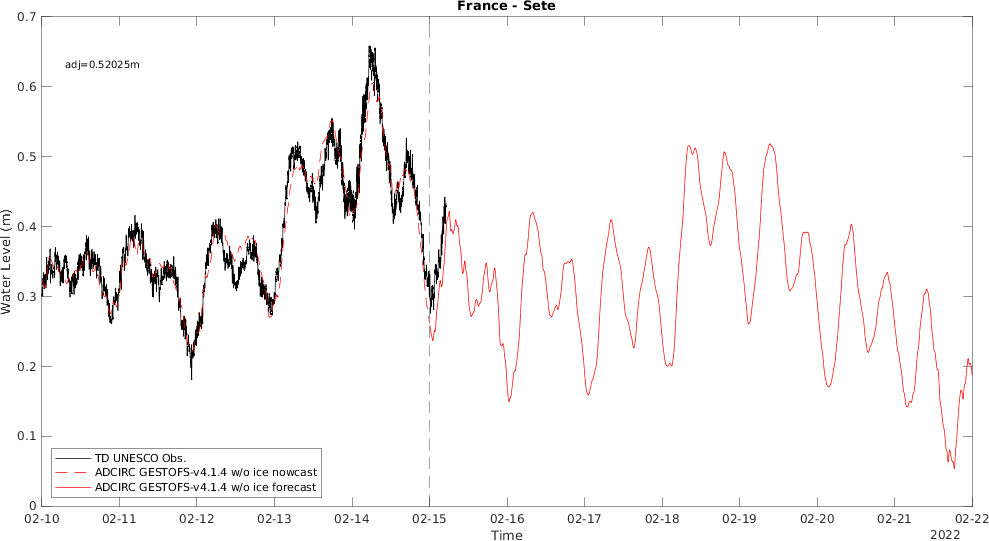 France - Sete
0.7
adj=0.52025m
0.6
0.5
0.4
0.3
0.2
0.1
0
Water Level (m)
TD UNESCO Obs.
ADCIRC GESTOFS-v4.1.4 w/o ice nowcast
ADCIRC GESTOFS-v4.1.4 w/o ice forecast
02-10 02-11 02-12 02-13 02-14 02-15 02-16 02-17 02-18 02-19 02-20 02-21 02-22
Time
2022